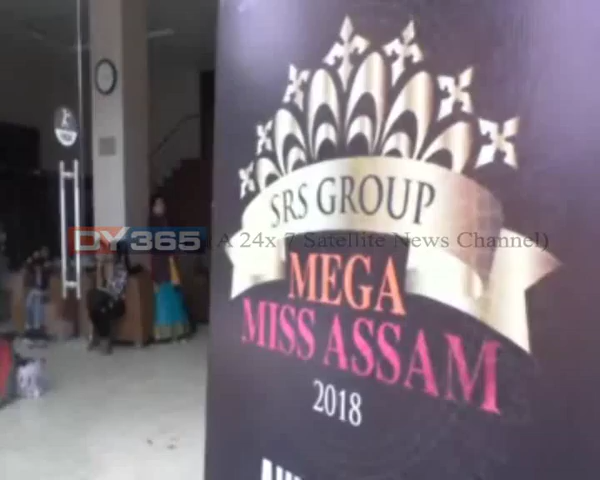 SRS GROUP
DY365 (A 24x 7 Satellite News Channel)
MEGA
MISS ASSAM
2018